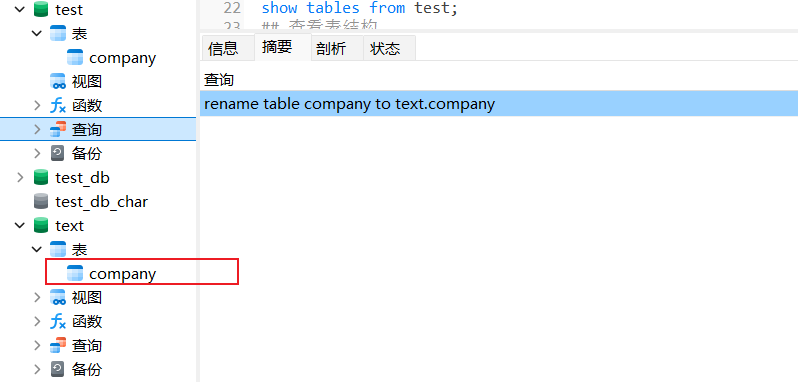 test
表
company
视图
函数
查询
备份
test_db
test_db_char
text
表
company
视图
函数
查询
备份
22 show tables from test;
23 ## 查看表结构
信息 摘要 剖析 状态
查询
rename table company to text.company